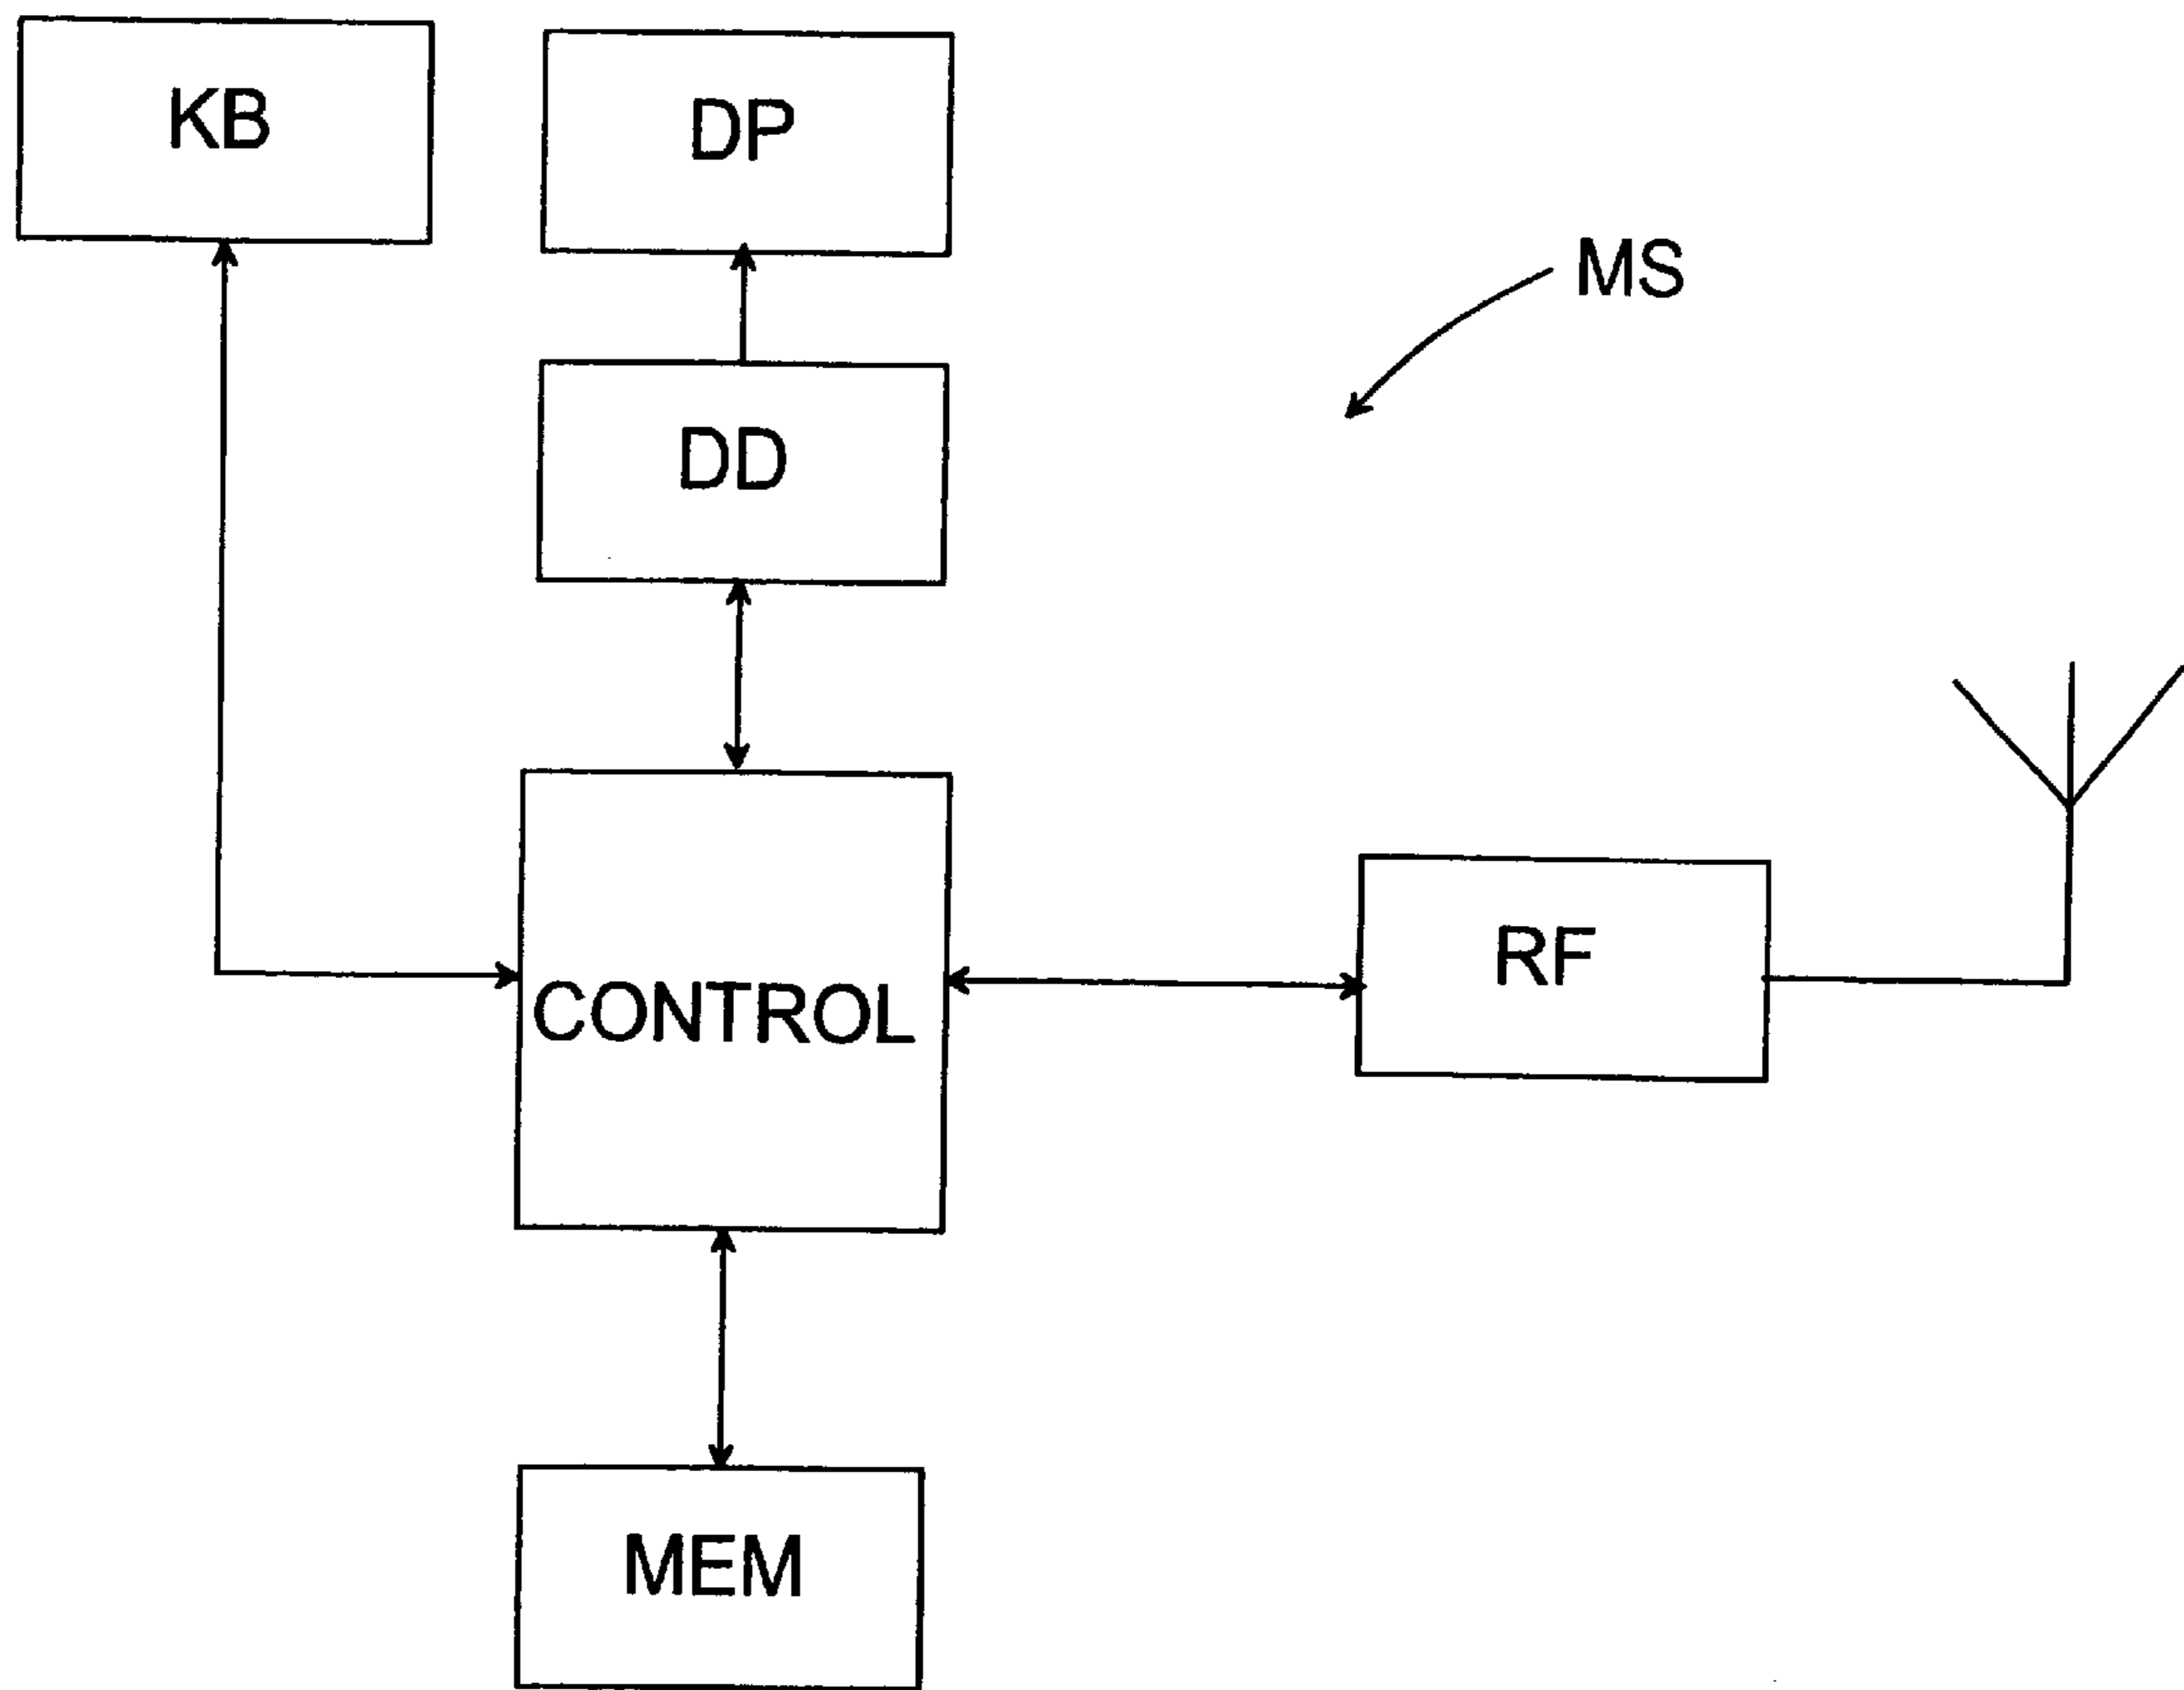 KB
DP
MS
DD
RF
CONTROL
MEM